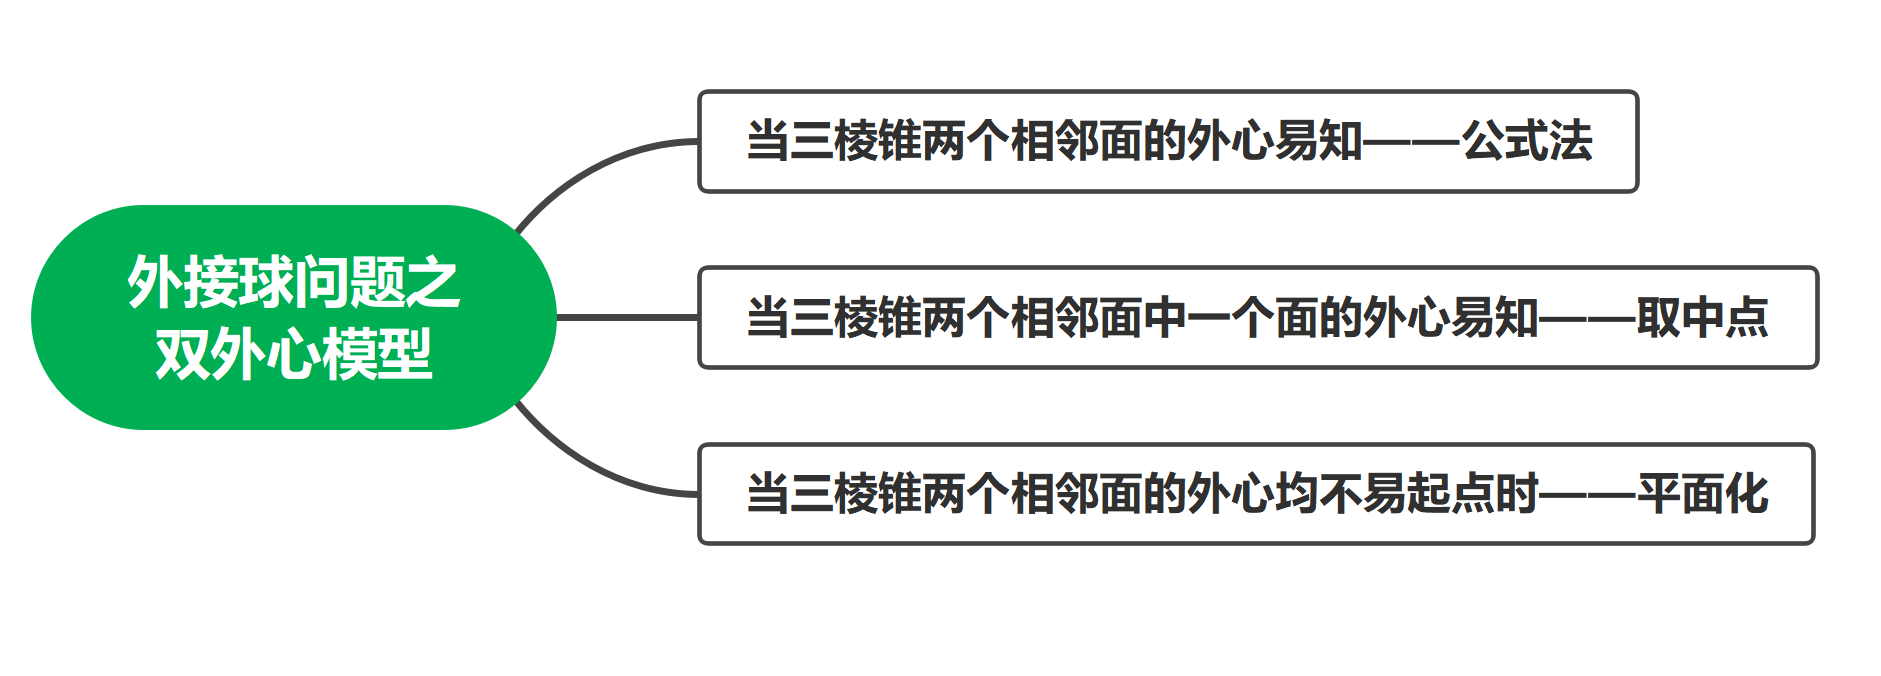 外接球问题之
双外心模型
当三棱锥两个相邻面的外心易知——公式法
当三棱锥两个相邻面中一个面的外心易知——取中点
当三棱锥两个相邻面的外心均不易起点时——平面化